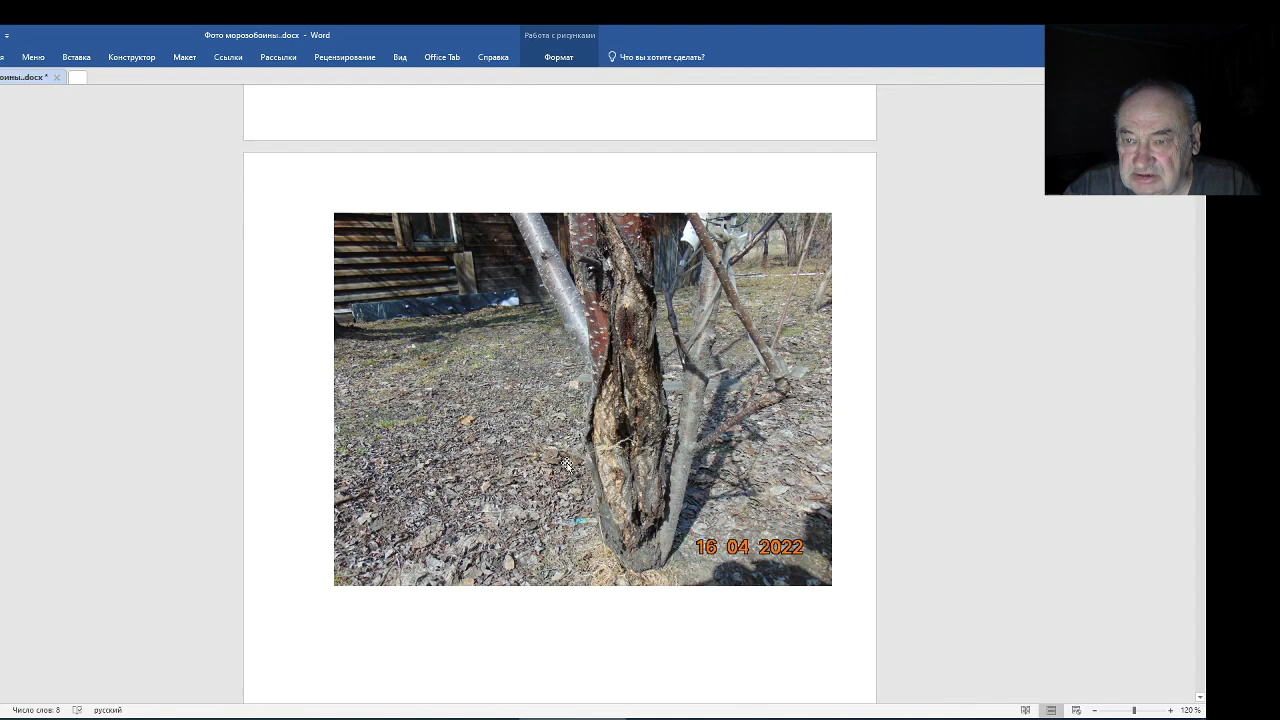 Фото морозобоины..docx - Word
Работа с рисунками
я Меню Вставка Конструктор Макет Ссылки Рассылки Рецензирование Вид Office Tab Справка Формат Что вы хотите сделать?
оины..docx *
16 04 2022
Число слов: 8 русский 120 %